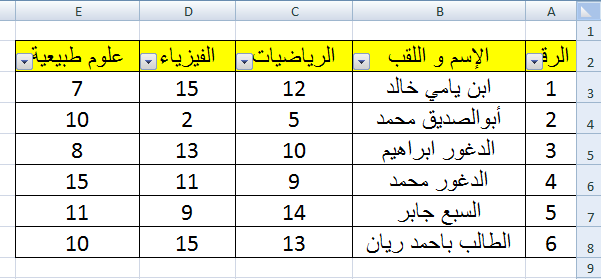 A B C D E
1
2 الرق الإسم و اللقب الرياضيات الفيزياء علوم طبيعية
3 1 ابن يامي خالد 12 15 7
4 2 أبوالصديق محمد 5 2 10
5 3 الدغور ابراهيم 10 13 8
6 4 الدغور محمد 9 11 15
7 5 السبع جابر 14 9 11
8 6 الطالب باحمد ريان 13 15 10
9